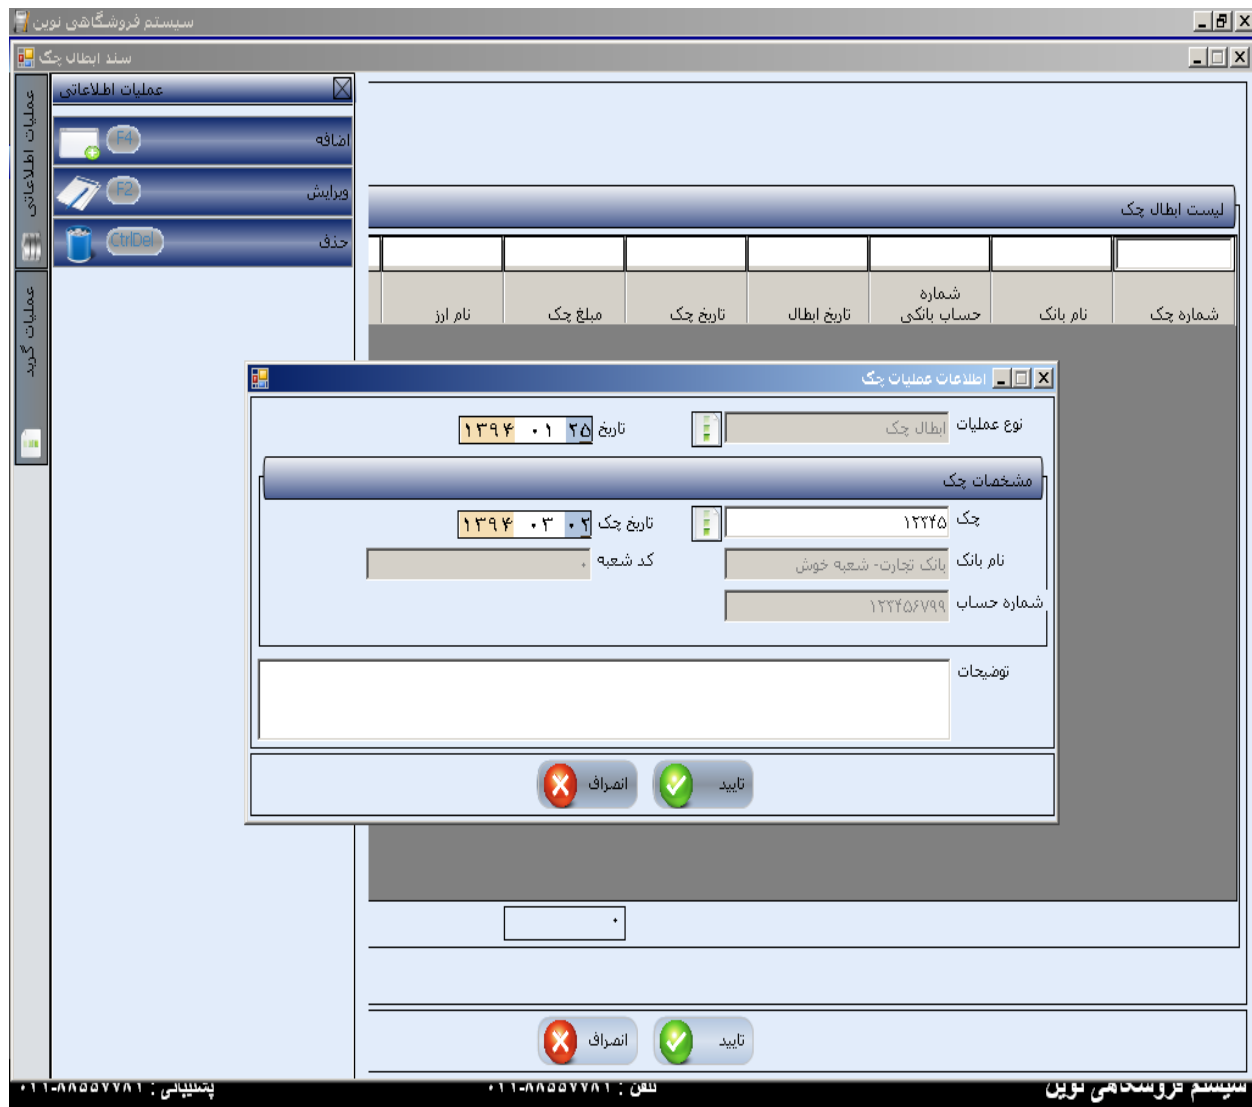 سیستم فروشگاهی نوین
سند ابطال چک
عملیات اطلاعاتی
عملیات گرید
عملیات اطلاعاتی
اضافه F4
ویرایش F2
حذف CtrlDel
لیست ابطال چک
شماره چک نام بانک شماره حساب بانکی تاریخ ابطال تاریخ چک مبلغ چک نام ارز
اطلاعات عملیات چک
نوع عملیات ابطال چک تاریخ ۲۵ ۰۱ ۱۳۹۴
مشخصات چک
چک ۱۲۳۴۵ تاریخ چک ۰۲ ۰۳ ۱۳۹۴
نام بانک بانک تجارت- شعبه خوش کد شعبه ۰
شماره حساب ۱۲۳۴۵۶۷۹۹
توضیحات
تایید انصراف
۰
تایید انصراف
سیستم فروشگاهی نوین تلفن : ۸۸۵۵۷۷۸۱-۰۱۱ پشتیبانی : ۸۸۵۵۷۷۸۱-۰۱۱